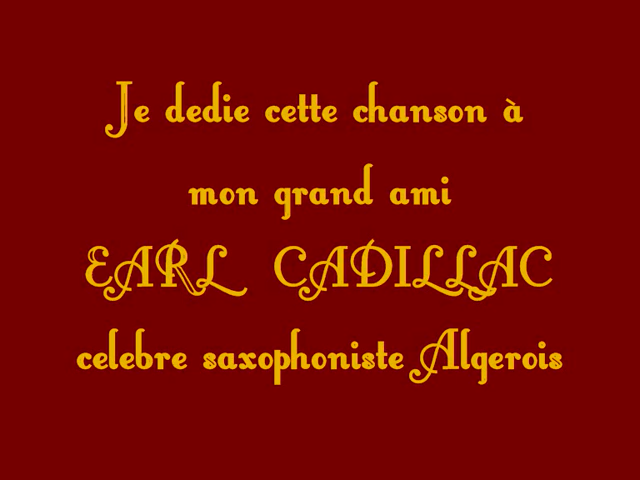 Je dedie cette chanson à
mon grand ami
EARL CADILLAC
celebre saxophoniste Algerois